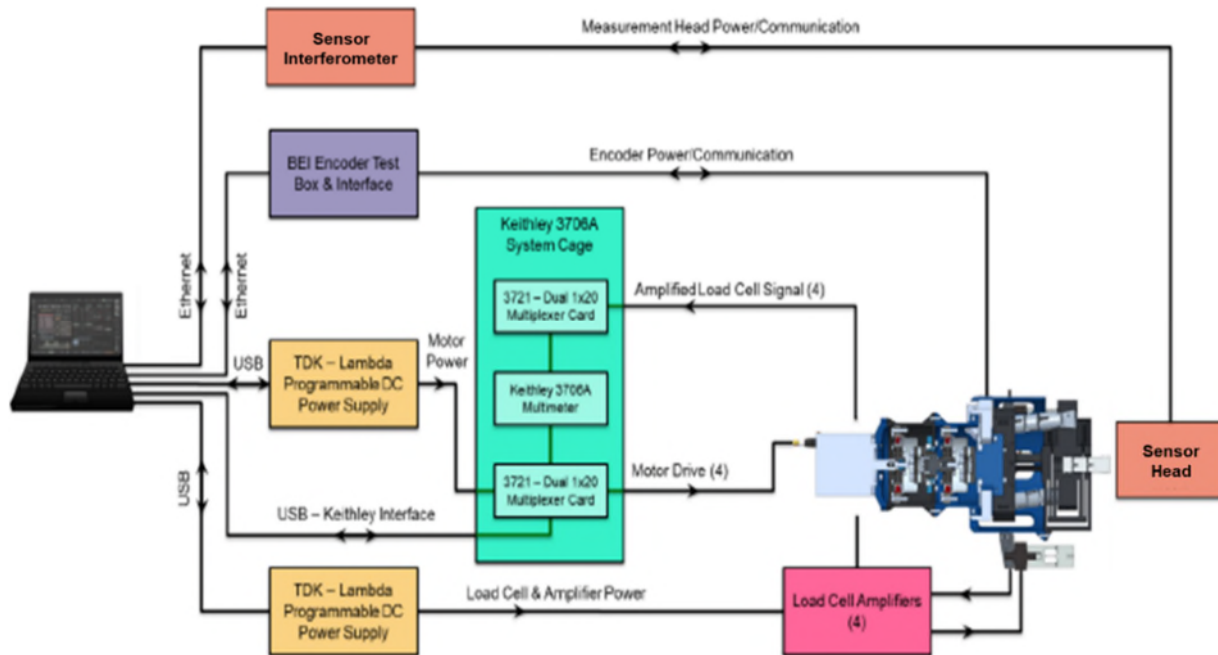 Sensor
Interferometer
Measurement Head Power/Communication
BEI Encoder Test
Box & Interface
Encoder Power/Communication
Keithley 3706A
System Cage
Ethernet
Ethernet
3721 – Dual 1x20
Multiplexer Card
Amplified Load Cell Signal (4)
USB
TDK – Lambda
Programmable DC
Power Supply
Motor
Power
Keithley 3706A
Multimeter
3721 – Dual 1x20
Multiplexer Card
Motor Drive (4)
Sensor
Head
USB
USB – Keithley Interface
TDK – Lambda
Programmable DC
Power Supply
Load Cell & Amplifier Power
Load Cell Amplifiers
(4)